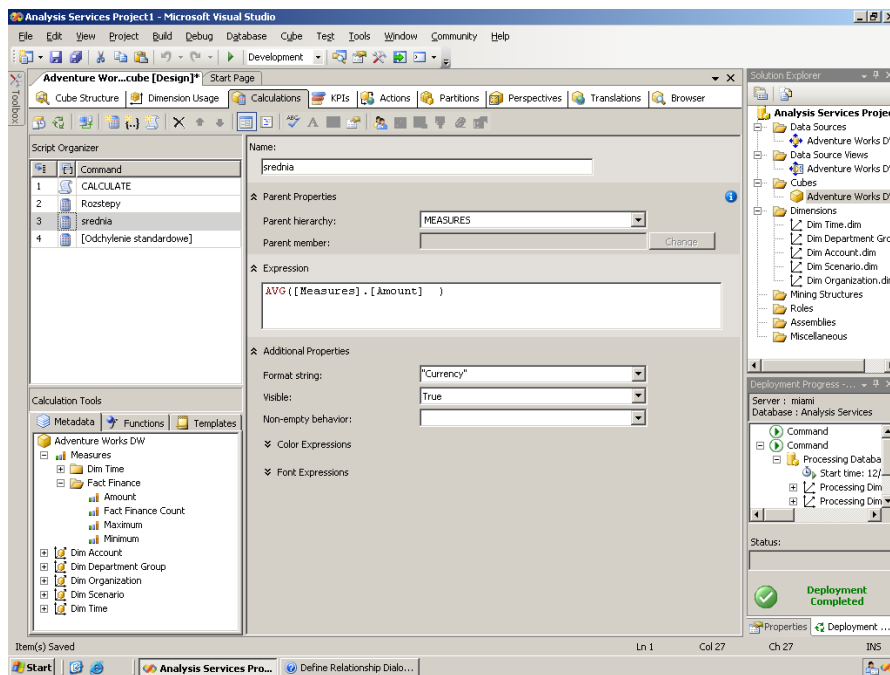 Analysis Services Project1 - Microsoft Visual Studio
File Edit View Project Build Debug Database Cube Test Tools Window Community Help
Development
Toolbox
Adventure Wor...cube [Design]* Start Page
Cube Structure Dimension Usage Calculations KPIs Actions Partitions Perspectives Translations Browser
Script Organizer
Command
1 CALCULATE
2 Rozstepy
3 srednia
4 [Odchylenie standardowe]
Calculation Tools
Metadata Functions Templates
Adventure Works DW
Measures
Dim Time
Fact Finance
Amount
Fact Finance Count
Maximum
Minimum
Dim Account
Dim Department Group
Dim Organization
Dim Scenario
Dim Time
Name:
srednia
Parent Properties
Parent hierarchy: MEASURES
Parent member: Change
Expression
AVG([Measures].[Amount] )
Additional Properties
Format string: "Currency"
Visible: True
Non-empty behavior:
Color Expressions
Font Expressions
Solution Explorer
Analysis Services Projec
Data Sources
Adventure Works D
Data Source Views
Adventure Works D
Cubes
Adventure Works D
Dimensions
Dim Time.dim
Dim Department Gro
Dim Account.dim
Dim Scenario.dim
Dim Organization.di
Mining Structures
Roles
Assemblies
Miscellaneous
Deployment Progress -...
Server : miami
Database : Analysis Services
Command
Command
Processing Databa
Start time: 12/
Processing Dim
Processing Dim
Status:
Deployment
Completed
Properties Deployment ...
Item(s) Saved Ln 1 Col 27 Ch 27 INS
Start Analysis Services Pro... Define Relationship Dialo...